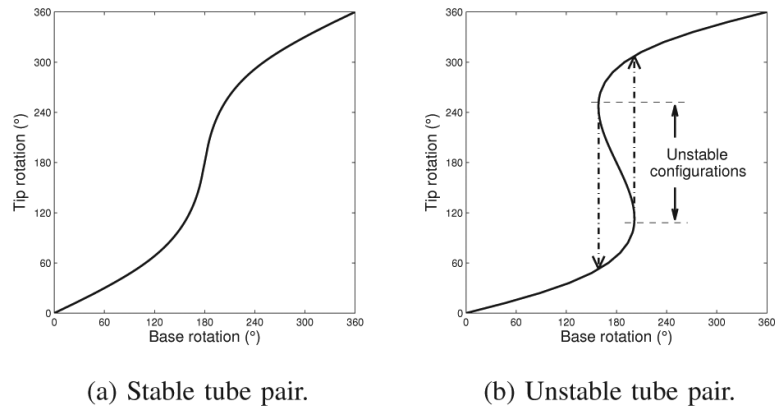 360
300
240
180
120
60
0
Tip rotation (°)
0 60 120 180 240 300 360
Base rotation (°)
(a) Stable tube pair.
360
300
240
180
120
60
0
Tip rotation (°)
Unstable
configurations
0 60 120 180 240 300 360
Base rotation (°)
(b) Unstable tube pair.